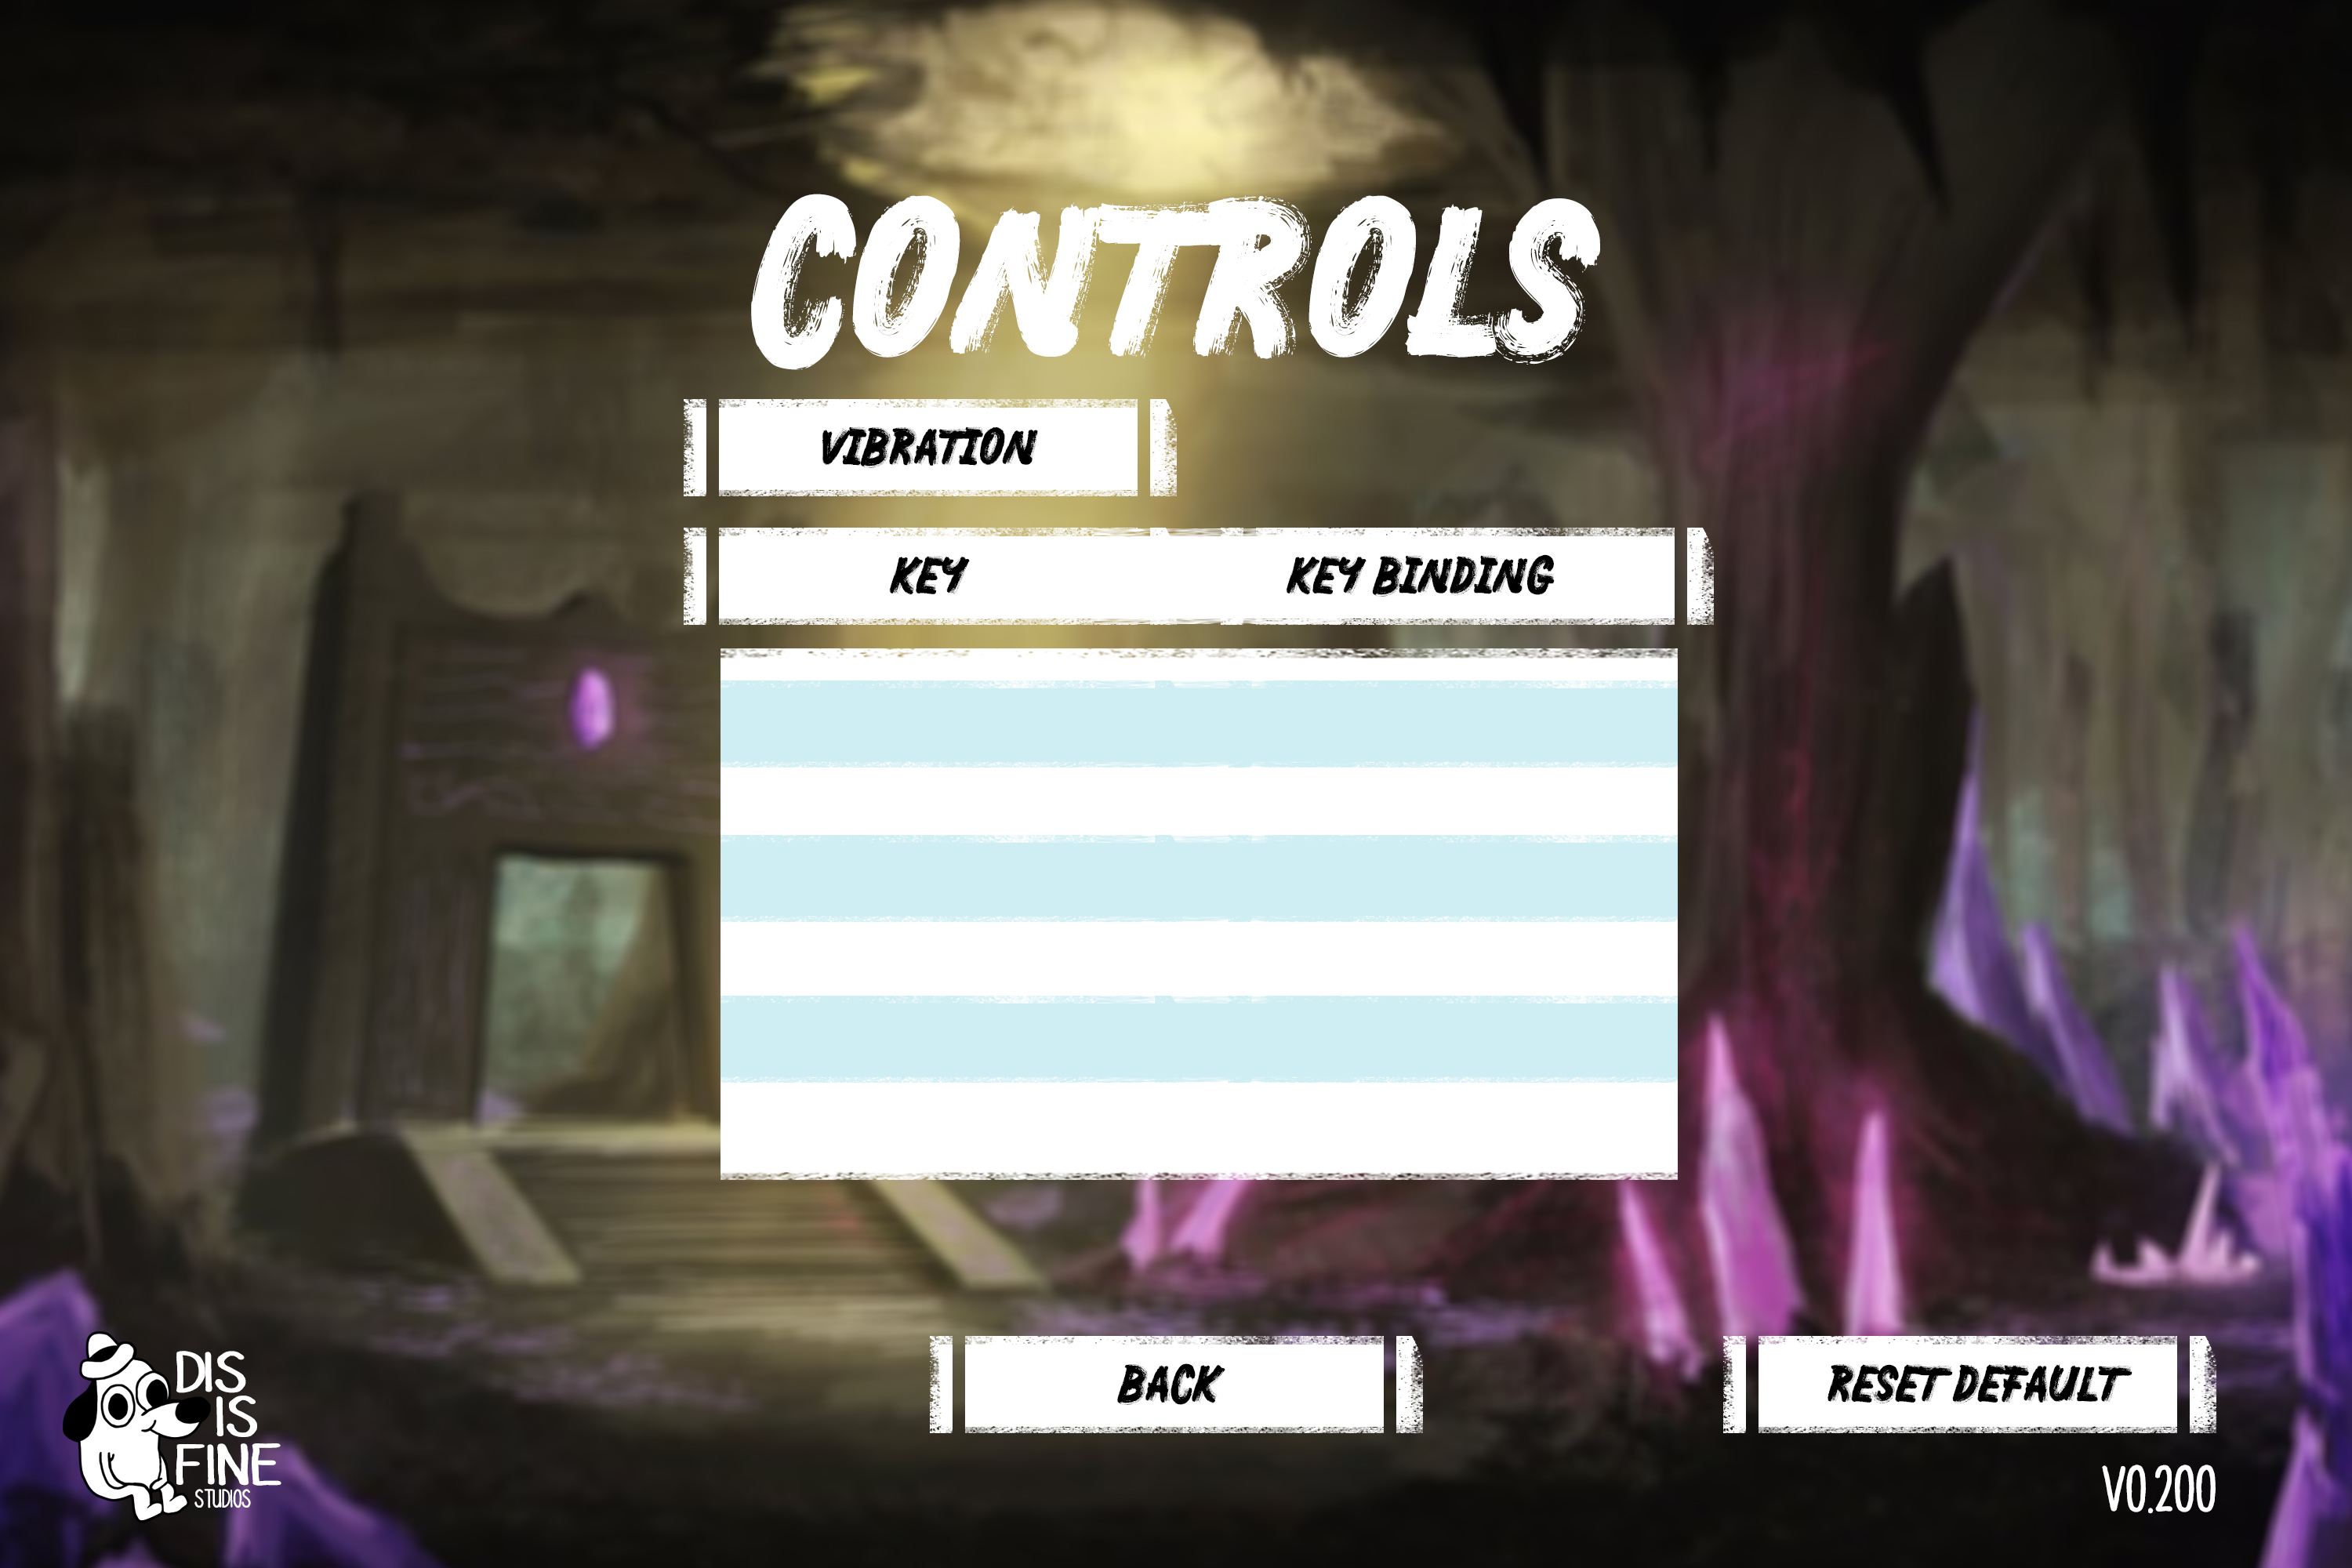 CONTROLS
VIBRATION
KEY KEY BINDING
BACK
RESET DEFAULT
DIS
IS
FINE
STUDIOS
V0.200